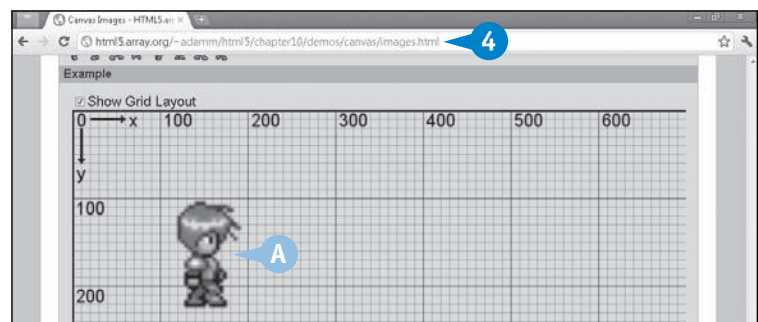 Canvas Images - HTML5.arr
html5.array.org/~adamm/html5/chapter10/demos/canvas/images.html
4
Example
Show Grid Layout
0 x 100 200 300 400 500 600
y
100
A
200